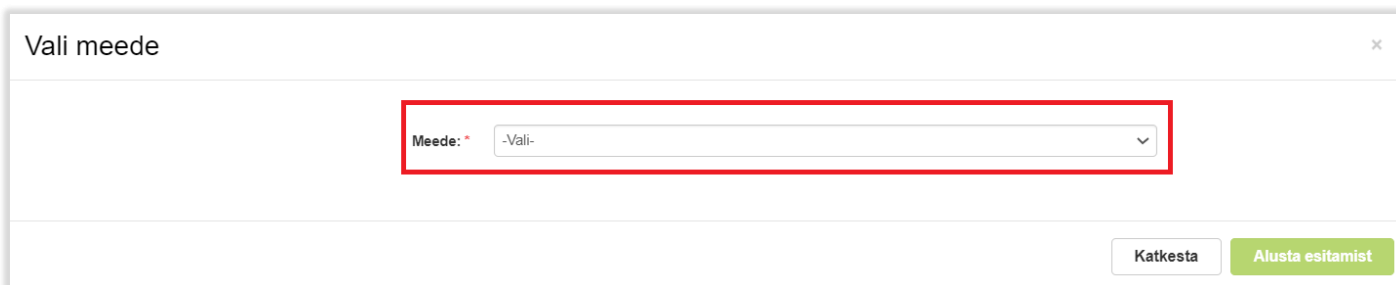 Vali meede
×
Meede: * -Vali-
Katkesta Alusta esitamist